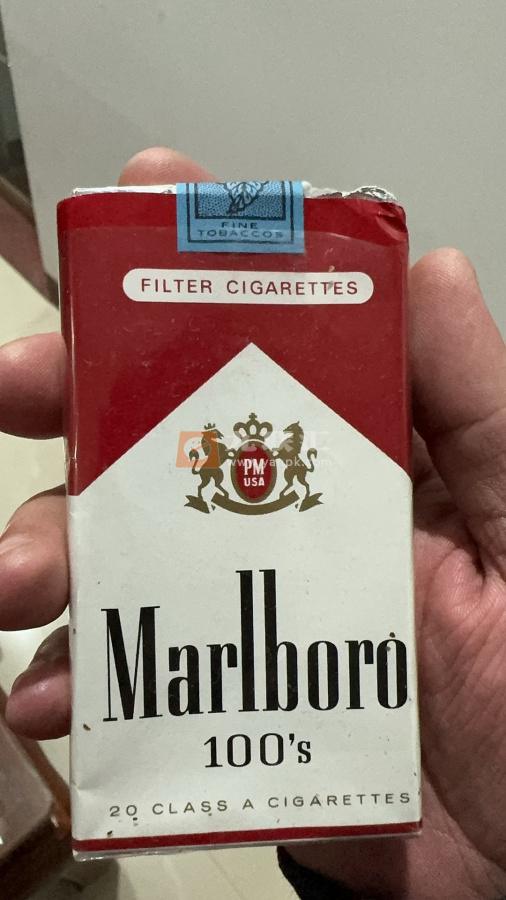 FINE
TOBACCOS
FILTER CIGARETTES
PM
USA
Marlboro
100's
20 CLASS A CIGARETTES